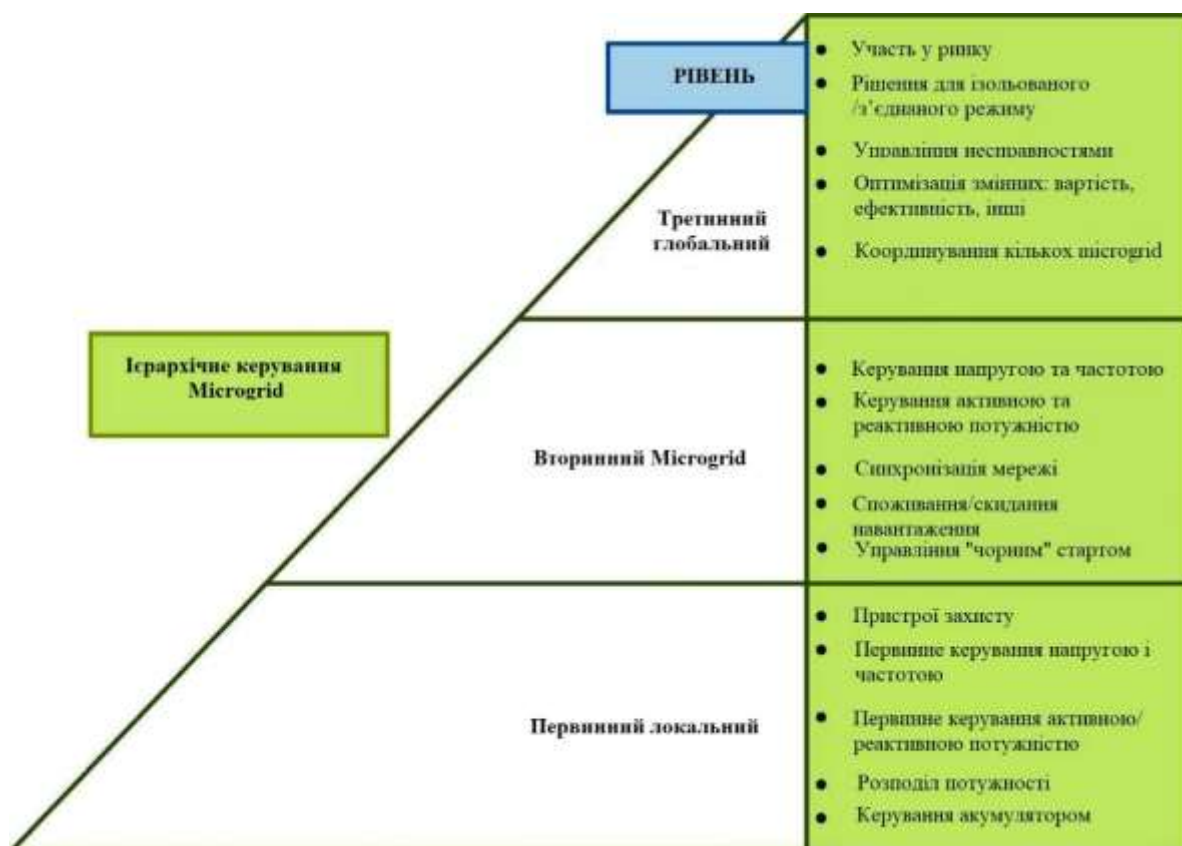 РІВЕНЬ
Участь у ринку
Рішення для ізольованого
/з’єднаного режиму
Управління несправностями
Оптимізація змінних: вартість,
ефективність, інші
Координування кількох microgrid
Третинний
глобальний
Ієрархічне керування
Microgrid
Керування напругою та частотою
Керування активною та
реактивною потужністю
Синхронізація мережі
Споживання/скидання
навантаження
Управління "чорним" стартом
Вторинний Microgrid
Пристрої захисту
Первинне керування напругою і
частотою
Первинне керування активною/
реактивною потужністю
Розподіл потужності
Керування акумулятором
Первинний локальний